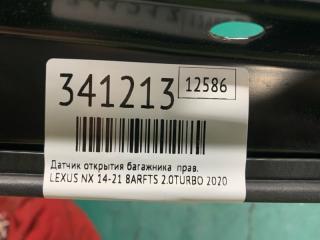 341213 12586
Датчик открытия багажника прав.
LEXUS NX 14-21 8ARFTS 2.0TURBO 2020